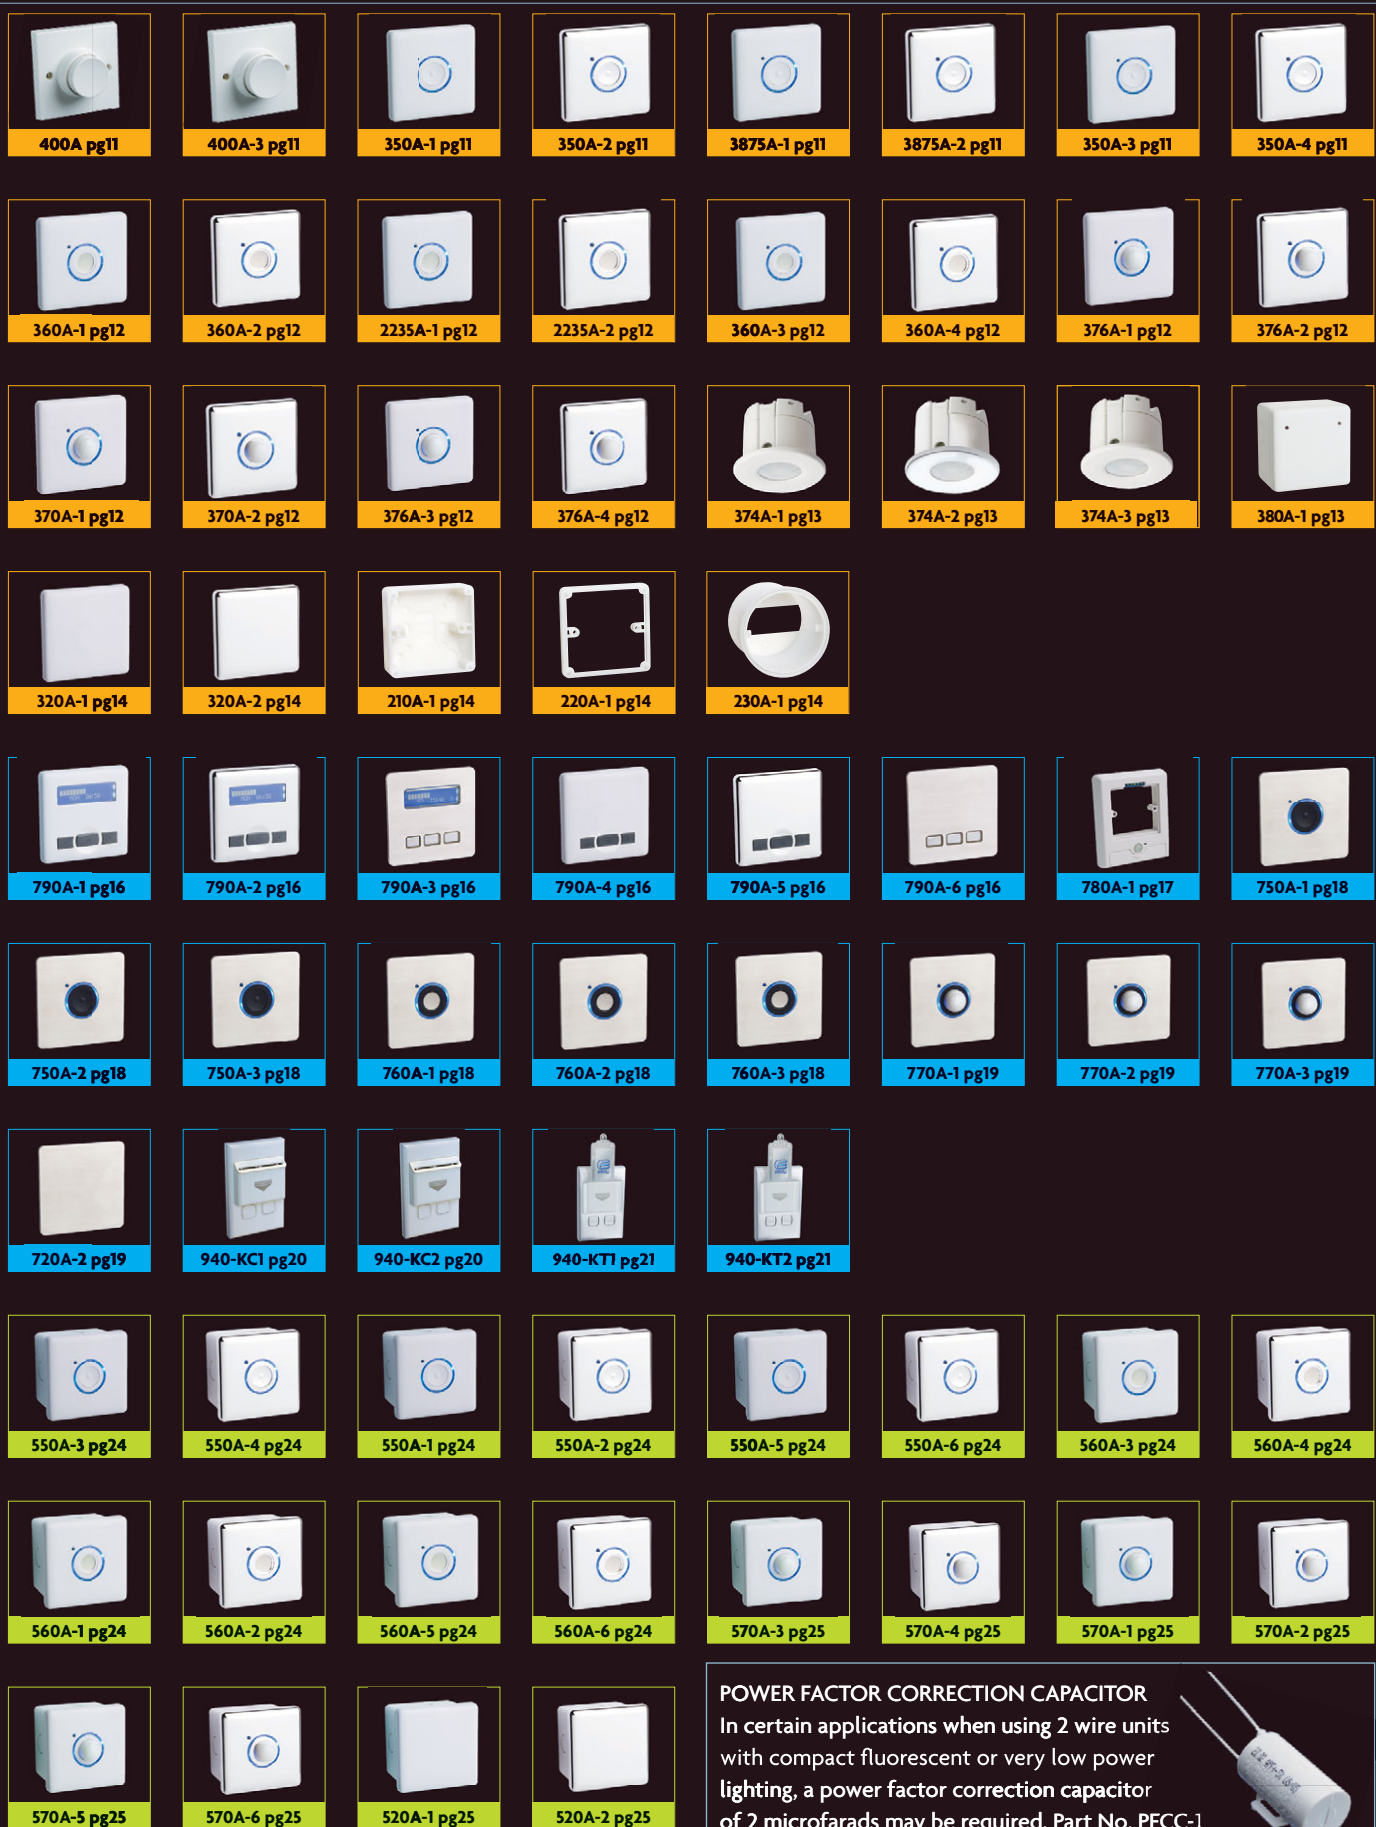 400A pg11
400A-3 pg11
350A-1 pg11
350A-2 pg11
3875A-1 pg11
3875A-2 pg11
350A-3 pg11
350A-4 pg11
360A-1 pg12
360A-2 pg12
2235A-1 pg12
2235A-2 pg12
360A-3 pg12
360A-4 pg12
376A-1 pg12
376A-2 pg12
370A-1 pg12
370A-2 pg12
376A-3 pg12
376A-4 pg12
374A-1 pg13
374A-2 pg13
374A-3 pg13
380A-1 pg13
320A-1 pg14
320A-2 pg14
210A-1 pg14
220A-1 pg14
230A-1 pg14
790A-1 pg16
790A-2 pg16
790A-3 pg16
790A-4 pg16
790A-5 pg16
790A-6 pg16
780A-1 pg17
750A-1 pg18
750A-2 pg18
750A-3 pg18
760A-1 pg18
760A-2 pg18
760A-3 pg18
770A-1 pg19
770A-2 pg19
770A-3 pg19
720A-2 pg19
940-KC1 pg20
940-KC2 pg20
940-KT1 pg21
940-KT2 pg21
550A-3 pg24
550A-4 pg24
550A-1 pg24
550A-2 pg24
550A-5 pg24
550A-6 pg24
560A-3 pg24
560A-4 pg24
560A-1 pg24
560A-2 pg24
560A-5 pg24
560A-6 pg24
570A-3 pg25
570A-4 pg25
570A-1 pg25
570A-2 pg25
570A-5 pg25
570A-6 pg25
520A-1 pg25
520A-2 pg25
POWER FACTOR CORRECTION CAPACITOR
In certain applications when using 2 wire units
with compact fluorescent or very low power
lighting, a power factor correction capacitor
of 2 microfarads may be required. Part No. PFCC-1